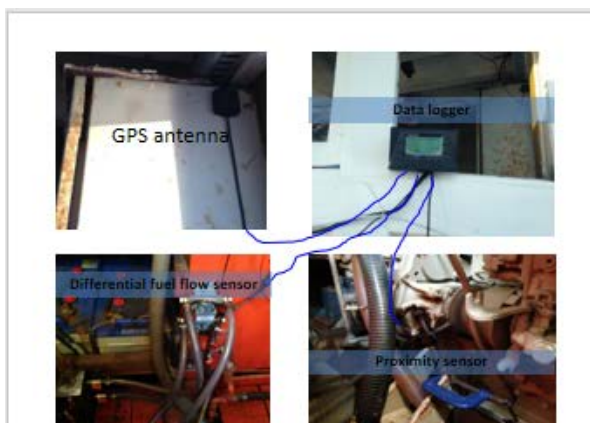 GPS antenna
Data logger
Differential fuel flow sensor
Proximity sensor